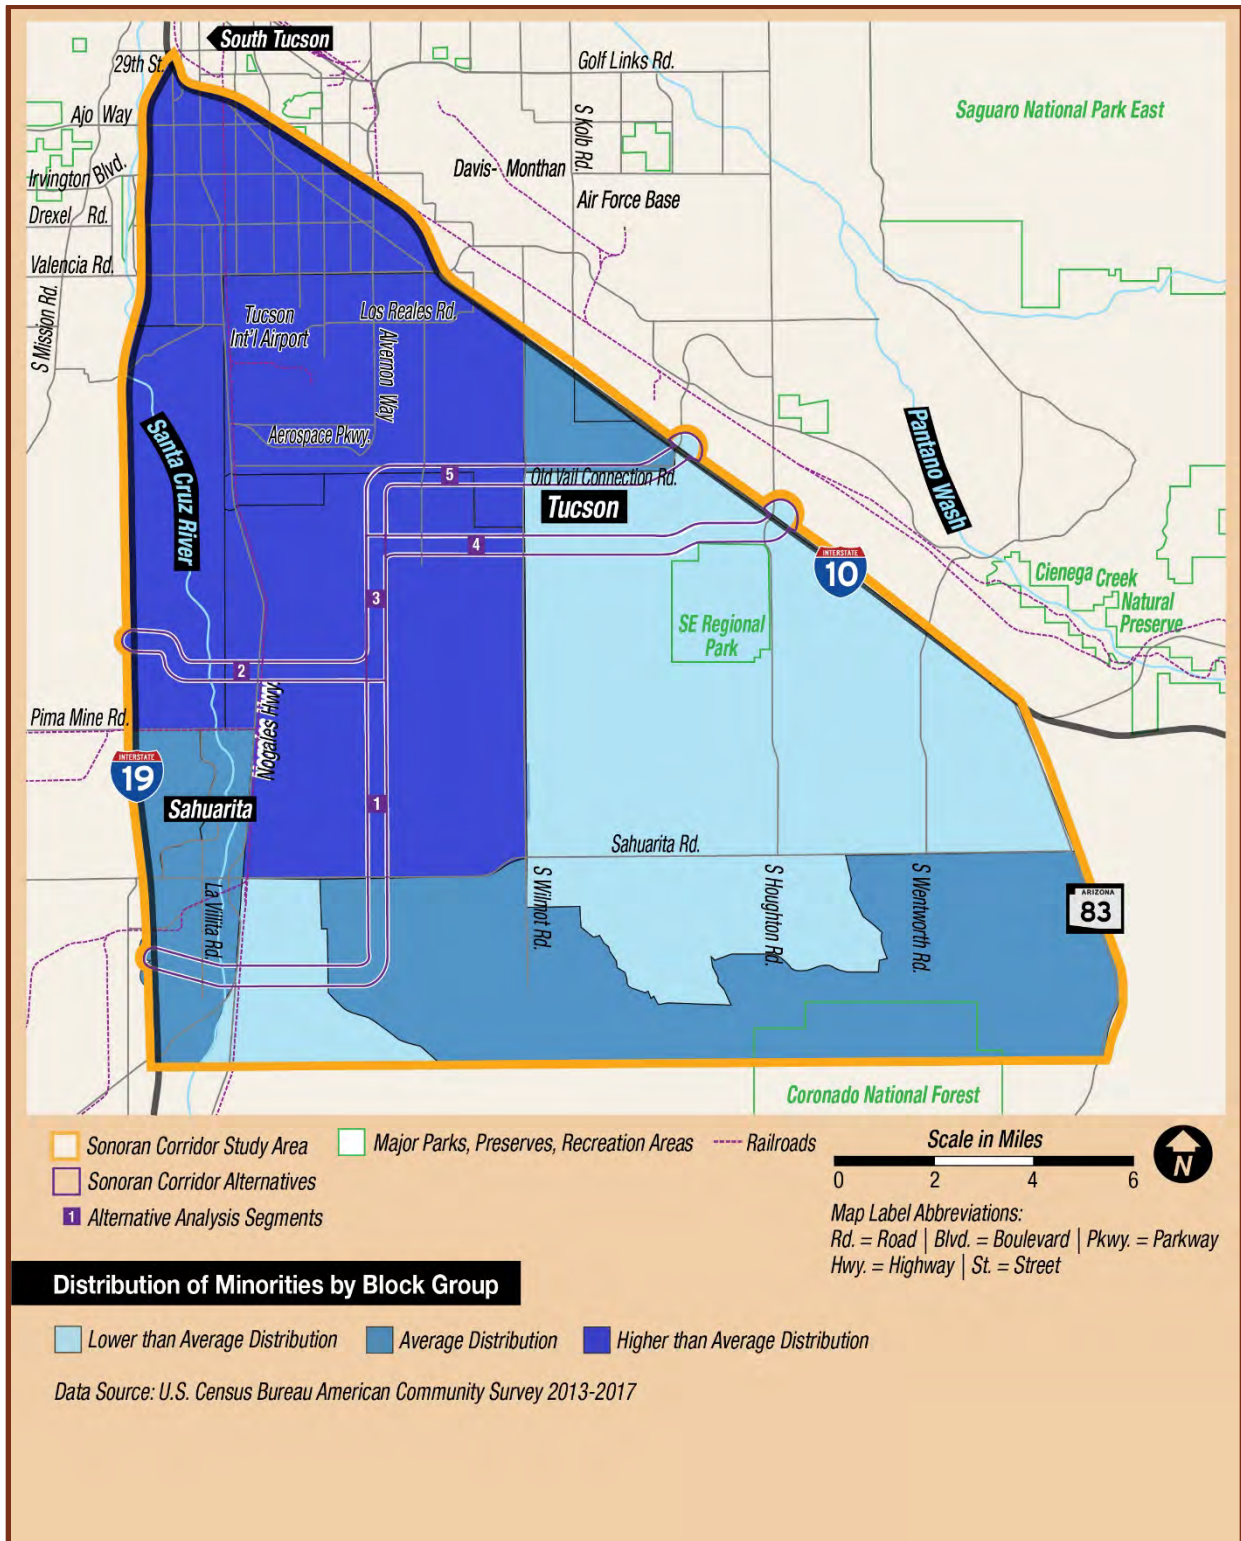 South Tucson
29th St.
Golf Links Rd.
Ajo Way
S Kolb Rd.
Saguaro National Park East
Irvington Blvd.
Davis- Monthan
Air Force Base
Drexel Rd.
Valencia Rd.
S Mission Rd.
Tucson
Int'l Airport
Los Reales Rd.
Alvernon
Way
Aerospace Pkwy.
Santa Cruz River
Pantano Wash
5
Old Vail Connection Rd.
Tucson
4
INTERSTATE
10
Cienega Creek
Natural
Preserve
3
SE Regional
Park
2
Nogales Hwy
Pima Mine Rd.
INTERSTATE
19
Sahuarita
1
Sahuarita Rd.
La Villita Rd.
S Wilmot Rd.
S Houghton Rd.
S Wentworth Rd.
ARIZONA
83
Coronado National Forest
Sonoran Corridor Study Area
Major Parks, Preserves, Recreation Areas
Railroads
Sonoran Corridor Alternatives
1 Alternative Analysis Segments
Scale in Miles
0 2 4 6
N
Map Label Abbreviations:
Rd. = Road | Blvd. = Boulevard | Pkwy. = Parkway
Hwy. = Highway | St. = Street
Distribution of Minorities by Block Group
Lower than Average Distribution
Average Distribution
Higher than Average Distribution
Data Source: U.S. Census Bureau American Community Survey 2013-2017